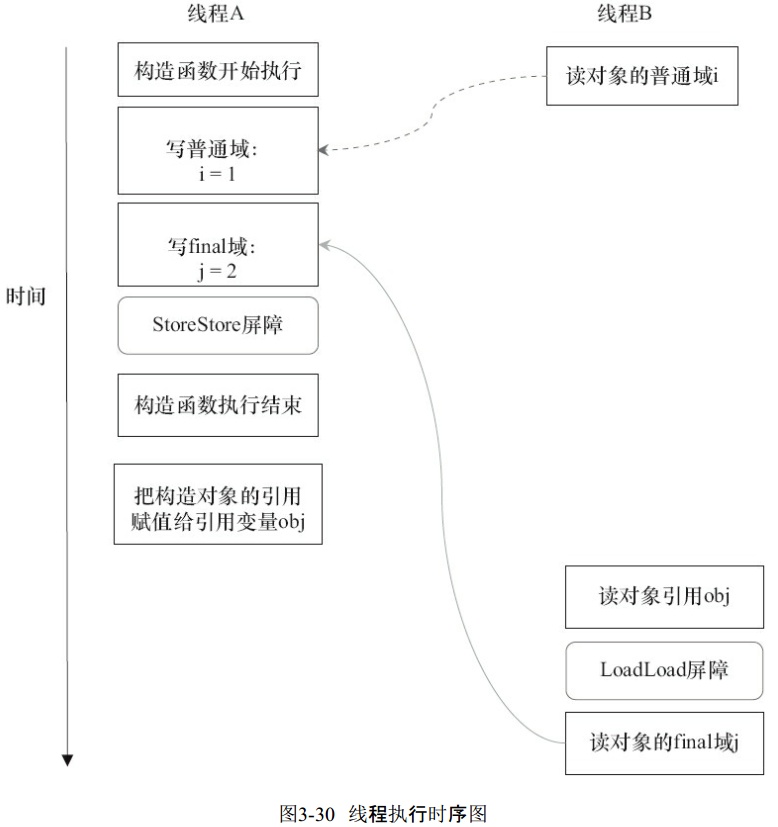 线程A
线程B
构造函数开始执行
读对象的普通域i
写普通域:
i = 1
写final域:
j = 2
时间
StoreStore屏障
构造函数执行结束
把构造对象的引用
赋值给引用变量obj
读对象引用obj
LoadLoad屏障
读对象的final域j
图3-30 线程执行时序图